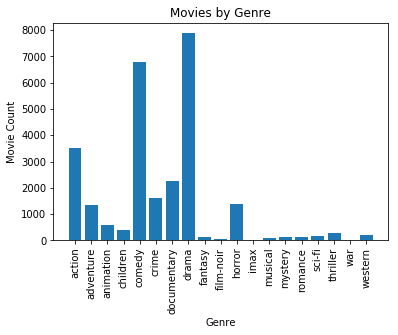 Movies by Genre
8000
7000
6000
5000
4000
3000
2000
1000
0
Movie Count
action
adventure
animation
children
comedy
crime
documentary
drama
fantasy
film-noir
horror
imax
musical
mystery
romance
sci-fi
thriller
war
western
Genre